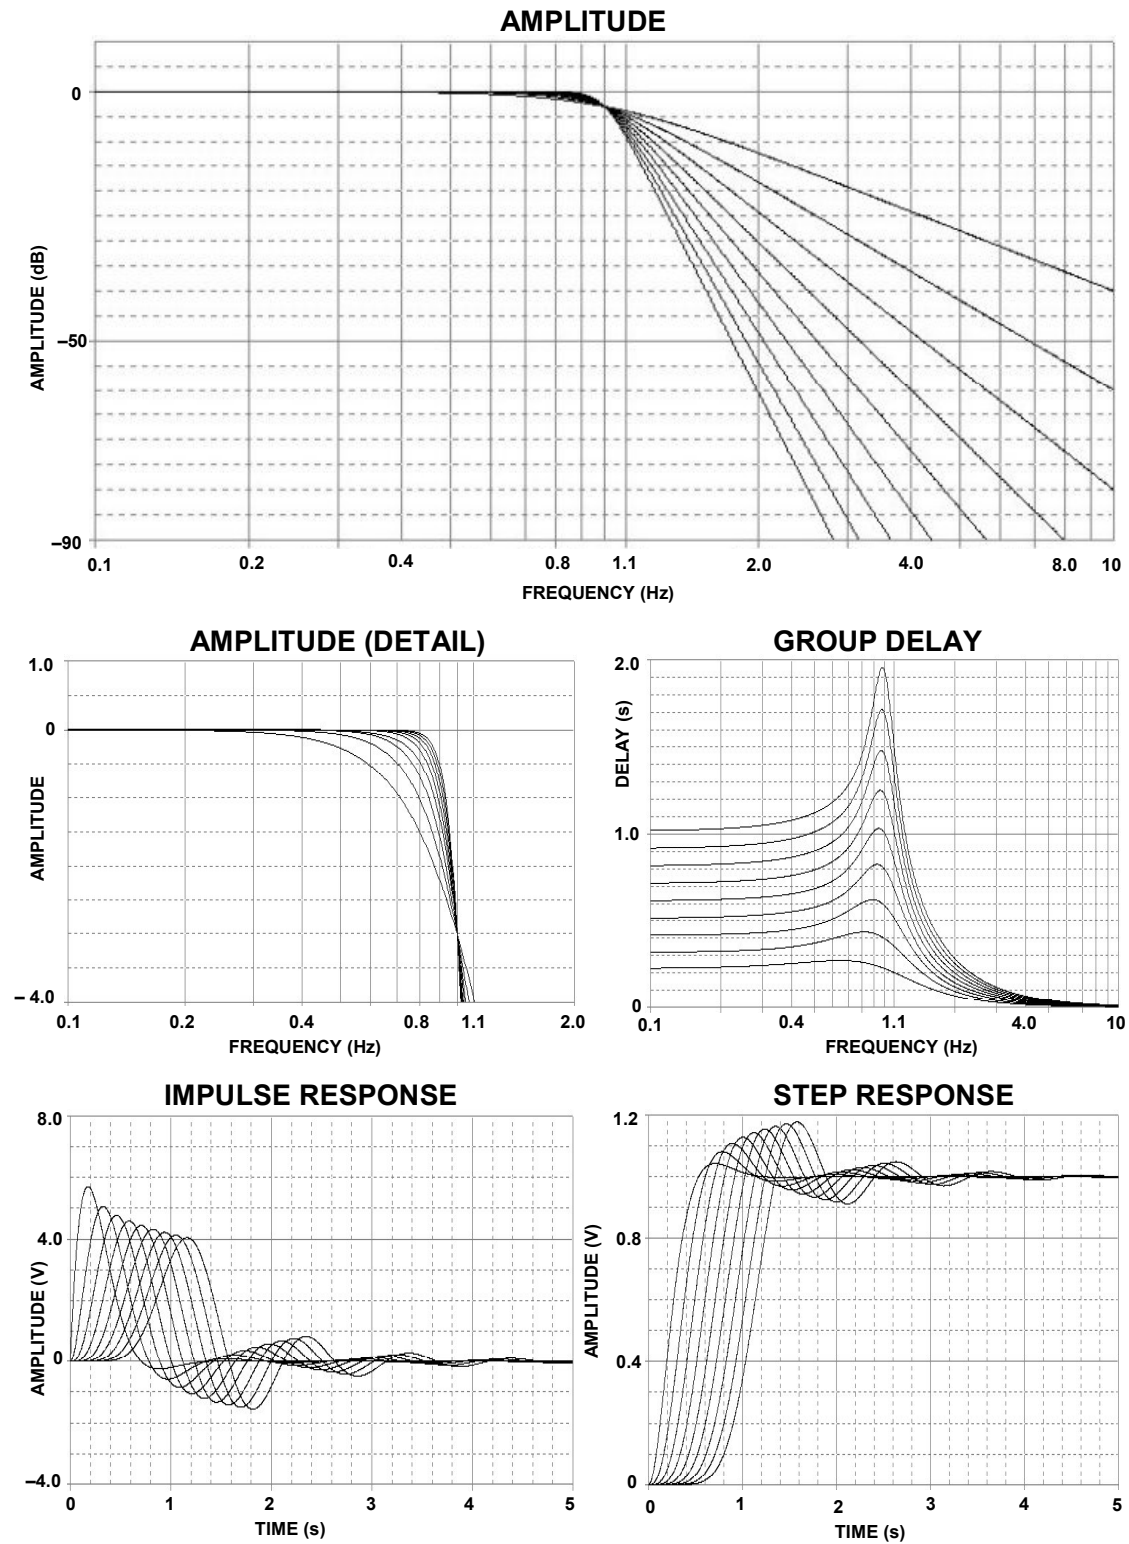 AMPLITUDE
0
–50
–90
AMPLITUDE (dB)
0.1 0.2 0.4 0.8 1.1 2.0 4.0 8.0 10
FREQUENCY (Hz)
AMPLITUDE (DETAIL)
1.0
0
– 4.0
AMPLITUDE
0.1 0.2 0.4 0.8 1.1 2.0
FREQUENCY (Hz)
GROUP DELAY
2.0
1.0
0
DELAY (s)
0.1 0.4 1.1 4.0 10
FREQUENCY (Hz)
IMPULSE RESPONSE
8.0
4.0
0
–4.0
AMPLITUDE (V)
0 1 2 3 4 5
TIME (s)
STEP RESPONSE
1.2
0.8
0.4
0
AMPLITUDE (V)
0 1 2 3 4 5
TIME (s)